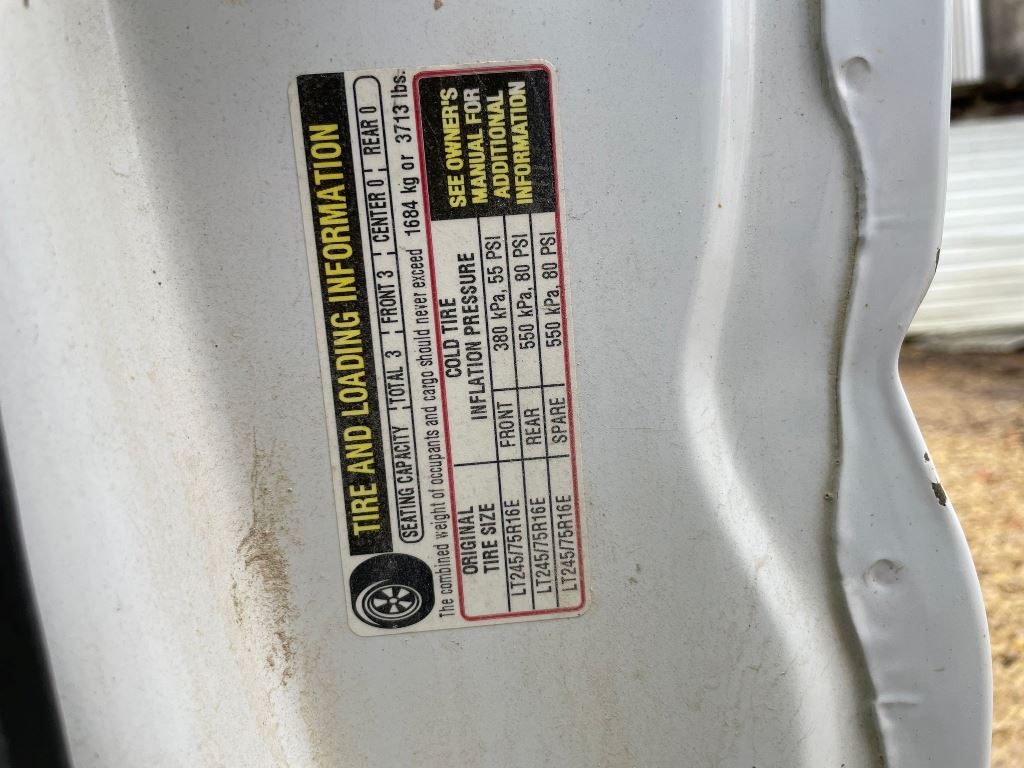 TIRE AND LOADING INFORMATION
SEATING CAPACITY TOTAL 3 FRONT 3 CENTER 0 REAR 0
The combined weight of occupants and cargo should never exceed 1684 kg or 3713 lbs.
ORIGINAL TIRE SIZE COLD TIRE INFLATION PRESSURE
LT245/75R16E FRONT 380 kPa, 55 PSI
LT245/75R16E REAR 550 kPa, 80 PSI
LT245/75R16E SPARE 550 kPa, 80 PSI
SEE OWNER'S
MANUAL FOR
ADDITIONAL
INFORMATION